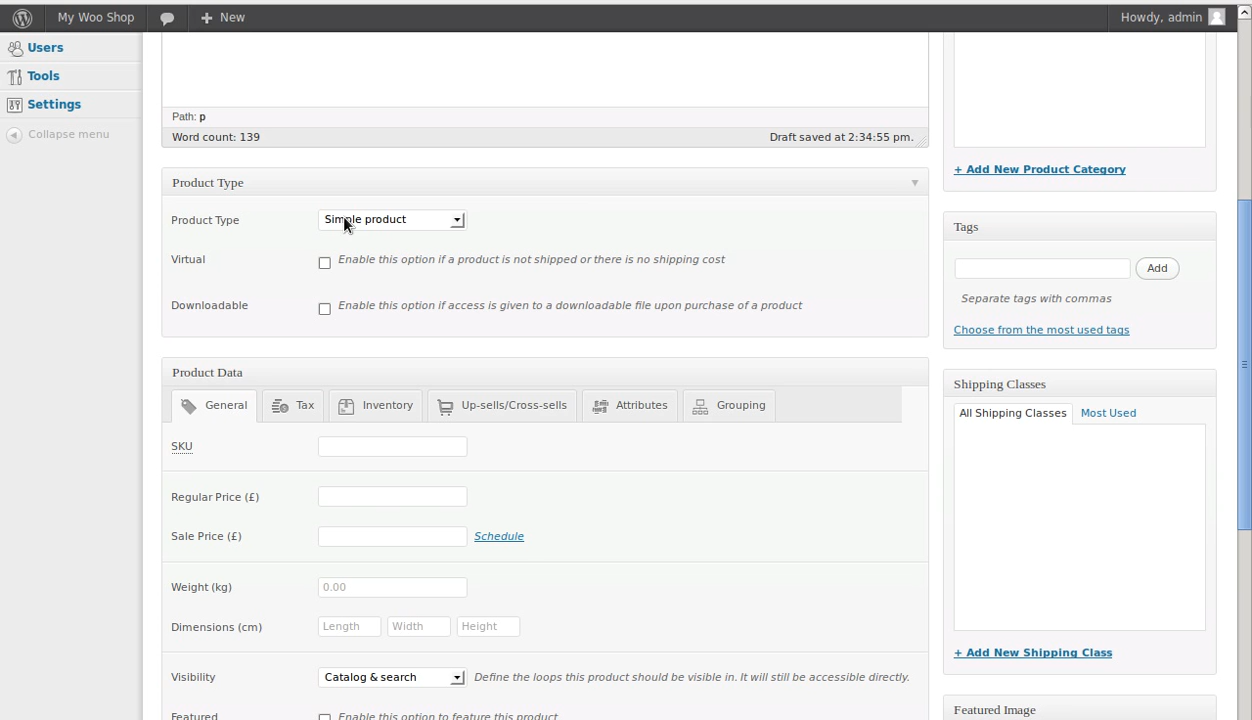 My Woo Shop
New
Howdy, admin
Users
Tools
Settings
Collapse menu
Path: p
Word count: 139
Draft saved at 2:34:55 pm.
Product Type
Product Type
Simple product
Virtual
Enable this option if a product is not shipped or there is no shipping cost
Downloadable
Enable this option if access is given to a downloadable file upon purchase of a product
Product Data
General
Tax
Inventory
Up-sells/Cross-sells
Attributes
Grouping
SKU
Regular Price (£)
Sale Price (£)
Schedule
Weight (kg)
0.00
Dimensions (cm)
Length
Width
Height
Visibility
Catalog & search
Define the loops this product should be visible in. It will still be accessible directly.
Featured
Enable this option to feature this product
+ Add New Product Category
Tags
Add
Separate tags with commas
Choose from the most used tags
Shipping Classes
All Shipping Classes
Most Used
+ Add New Shipping Class
Featured Image